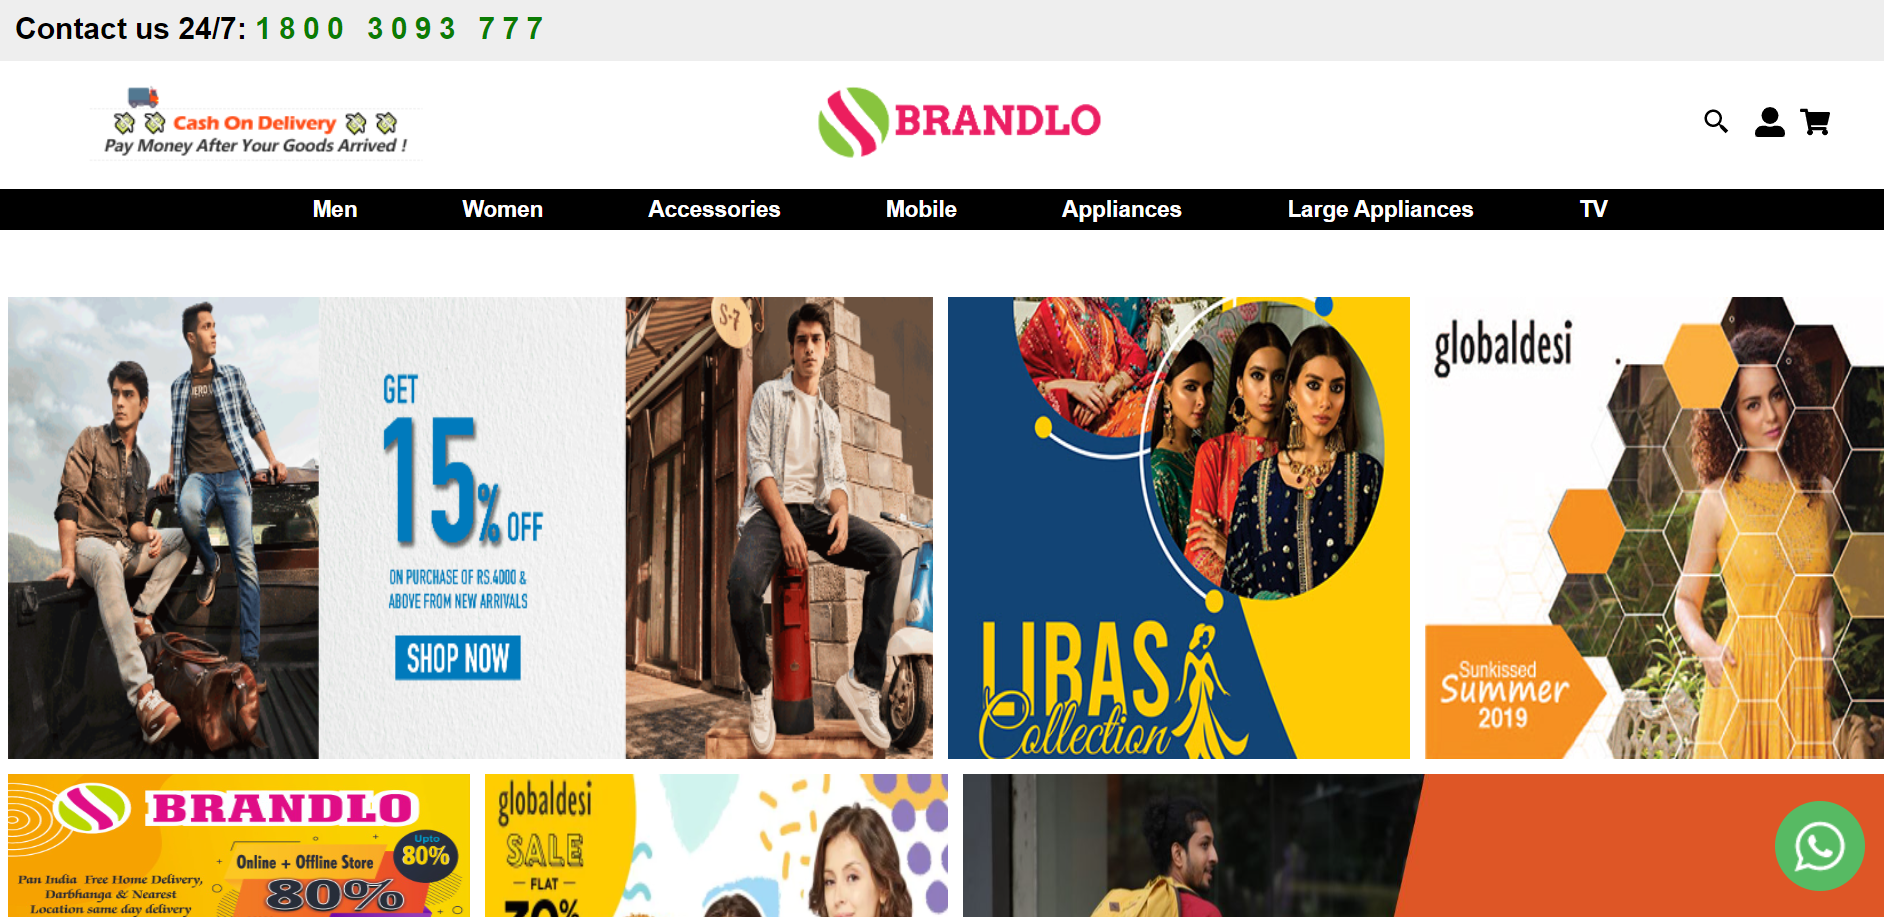 Contact us 24/7: 1800 3093 777
Cash On Delivery
Pay Money After Your Goods Arrived !
BRANDLO
Men Women Accessories Mobile Appliances Large Appliances TV
GET
15% OFF
ON PURCHASE OF RS.4000 &
ABOVE FROM NEW ARRIVALS
SHOP NOW
S-7
LIBAS
Collection
globaldesi
Sunkissed
Summer
2019
BRANDLO
Upto
80%
Online + Offline Store
80%
Pan India Free Home Delivery,
Darbhanga & Nearest
Location same day delivery
globaldesi
SALE
FLAT
70%